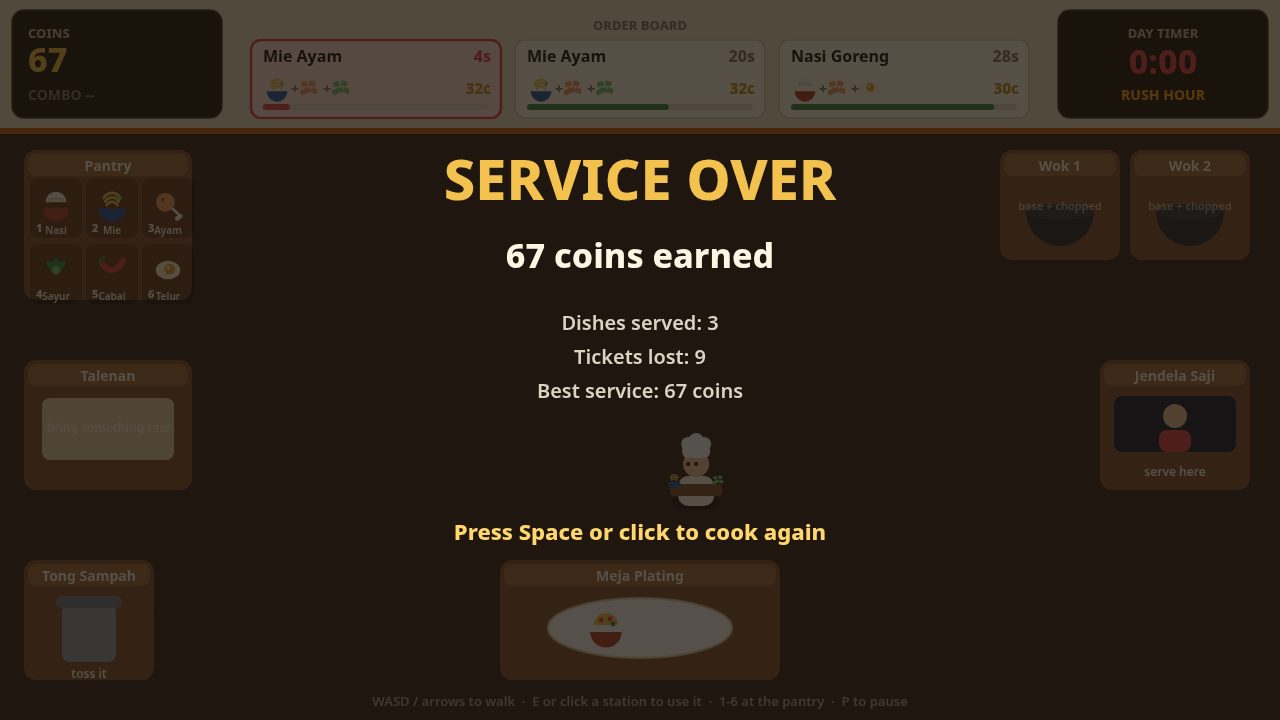 COINS
67
COMBO --
ORDER BOARD
Mie Ayam 4s
+ + 32c
Mie Ayam 20s
+ + 32c
Nasi Goreng 28s
+ + 30c
DAY TIMER
0:00
RUSH HOUR
SERVICE OVER
67 coins earned
Dishes served: 3
Tickets lost: 9
Best service: 67 coins
Press Space or click to cook again
Pantry
1 Nasi 2 Mie 3 Ayam
4 Sayur 5 Cabai 6 Telur
Wok 1
base + chopped
Wok 2
base + chopped
Talenan
bring something raw
Jendela Saji
serve here
Tong Sampah
toss it
Meja Plating
WASD / arrows to walk · E or click a station to use it · 1-6 at the pantry · P to pause